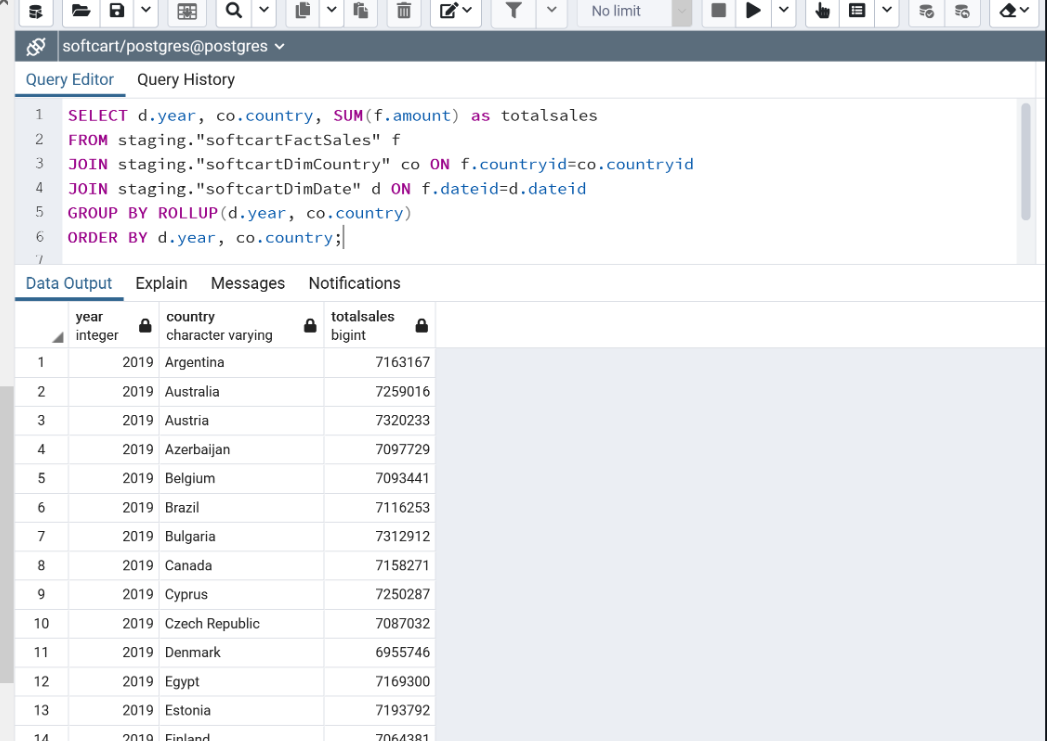 No limit
softcart/postgres@postgres
Query Editor Query History
1 SELECT d.year, co.country, SUM(f.amount) as totalsales
2 FROM staging."softcartFactSales" f
3 JOIN staging."softcartDimCountry" co ON f.countryid=co.countryid
4 JOIN staging."softcartDimDate" d ON f.dateid=d.dateid
5 GROUP BY ROLLUP(d.year, co.country)
6 ORDER BY d.year, co.country;
7
Data Output Explain Messages Notifications
year country totalsales
integer character varying bigint
1 2019 Argentina 7163167
2 2019 Australia 7259016
3 2019 Austria 7320233
4 2019 Azerbaijan 7097729
5 2019 Belgium 7093441
6 2019 Brazil 7116253
7 2019 Bulgaria 7312912
8 2019 Canada 7158271
9 2019 Cyprus 7250287
10 2019 Czech Republic 7087032
11 2019 Denmark 6955746
12 2019 Egypt 7169300
13 2019 Estonia 7193792
14 2019 Finland 7064381